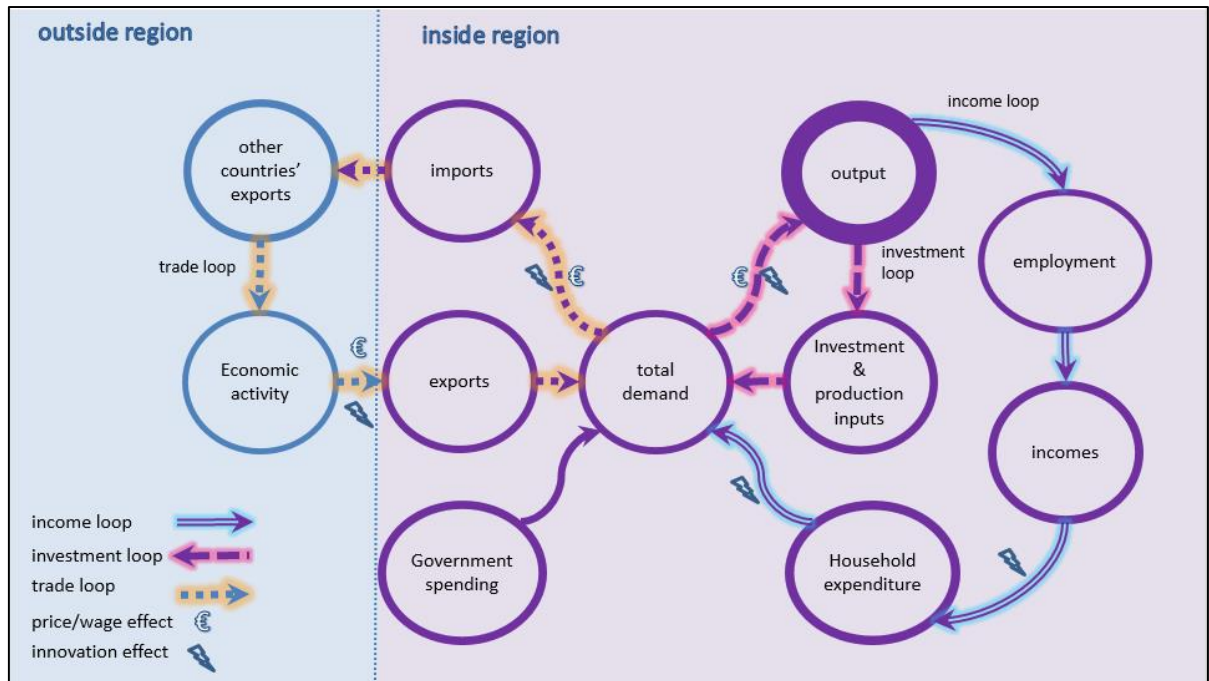 outside region
inside region
income loop
other
countries'
exports
imports
output
trade loop
investment
loop
employment
Economic
activity
exports
total
demand
Investment
&
production
inputs
incomes
income loop
investment loop
trade loop
price/wage effect €
innovation effect
Government
spending
Household
expenditure
€
€
€